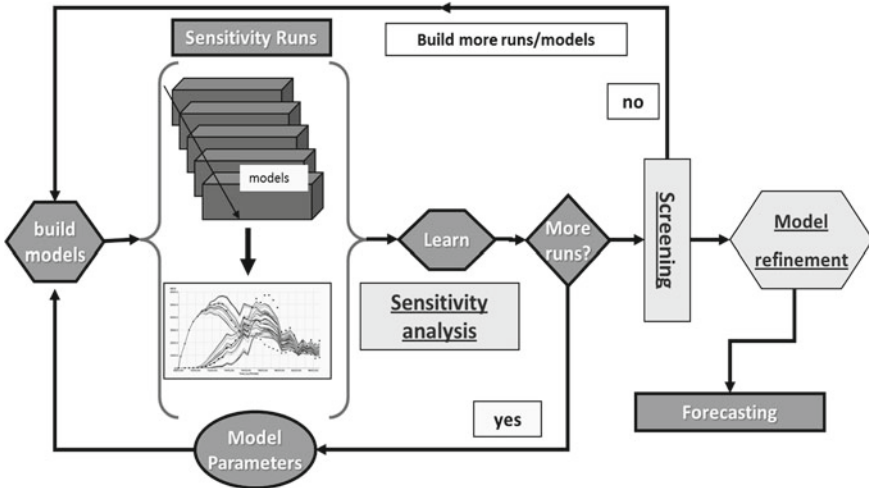 Sensitivity Runs
Build more runs/models
no
models
build
models
Learn
More
runs?
Screening
Model
refinement
Sensitivity
analysis
yes
Forecasting
Model
Parameters